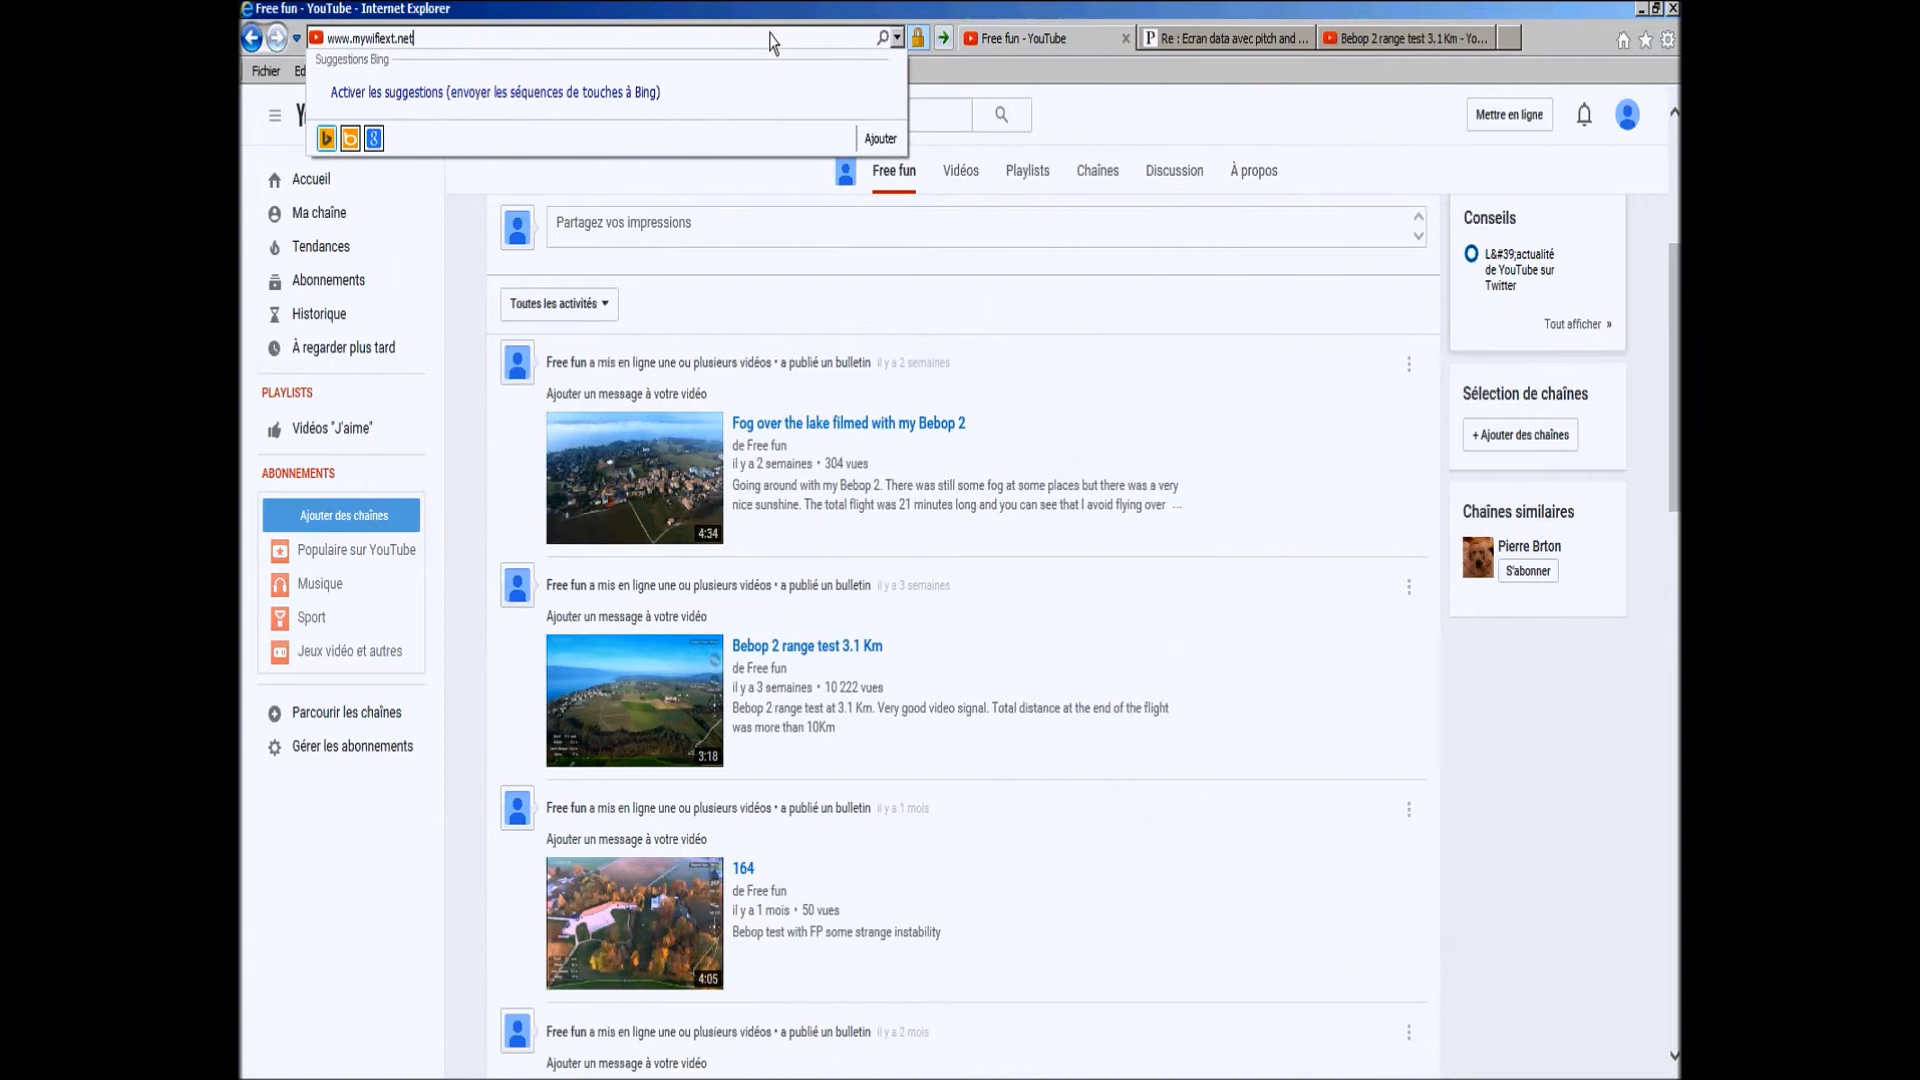 Free fun - YouTube - Internet Explorer
www.mywifiext.net
Free fun - YouTube
Re : Ecran data avec pitch and ...
Bebop 2 range test 3.1 Km - Yo...
Fichier
Ed
Suggestions Bing
Activer les suggestions (envoyer les séquences de touches à Bing)
Ajouter
Mettre en ligne
Free fun
Vidéos
Playlists
Chaînes
Discussion
À propos
Accueil
Ma chaîne
Tendances
Abonnements
Historique
À regarder plus tard
PLAYLISTS
Vidéos "J'aime"
ABONNEMENTS
Ajouter des chaînes
Populaire sur YouTube
Musique
Sport
Jeux vidéo et autres
Parcourir les chaînes
Gérer les abonnements
Partagez vos impressions
Toutes les activités
Free fun a mis en ligne une ou plusieurs vidéos • a publié un bulletin il y a 2 semaines
Ajouter un message à votre vidéo
4:34
Fog over the lake filmed with my Bebop 2
de Free fun
il y a 2 semaines • 304 vues
Going around with my Bebop 2. There was still some fog at some places but there was a very
nice sunshine. The total flight was 21 minutes long and you can see that I avoid flying over ...
Free fun a mis en ligne une ou plusieurs vidéos • a publié un bulletin il y a 3 semaines
Ajouter un message à votre vidéo
3:18
Bebop 2 range test 3.1 Km
de Free fun
il y a 3 semaines • 10 222 vues
Bebop 2 range test at 3.1 Km. Very good video signal. Total distance at the end of the flight
was more than 10Km
Free fun a mis en ligne une ou plusieurs vidéos • a publié un bulletin il y a 1 mois
Ajouter un message à votre vidéo
4:05
164
de Free fun
il y a 1 mois • 50 vues
Bebop test with FP some strange instability
Free fun a mis en ligne une ou plusieurs vidéos • a publié un bulletin il y a 2 mois
Ajouter un message à votre vidéo
Conseils
L&#39;actualité
de YouTube sur
Twitter
Tout afficher »
Sélection de chaînes
+ Ajouter des chaînes
Chaînes similaires
Pierre Brton
S'abonner